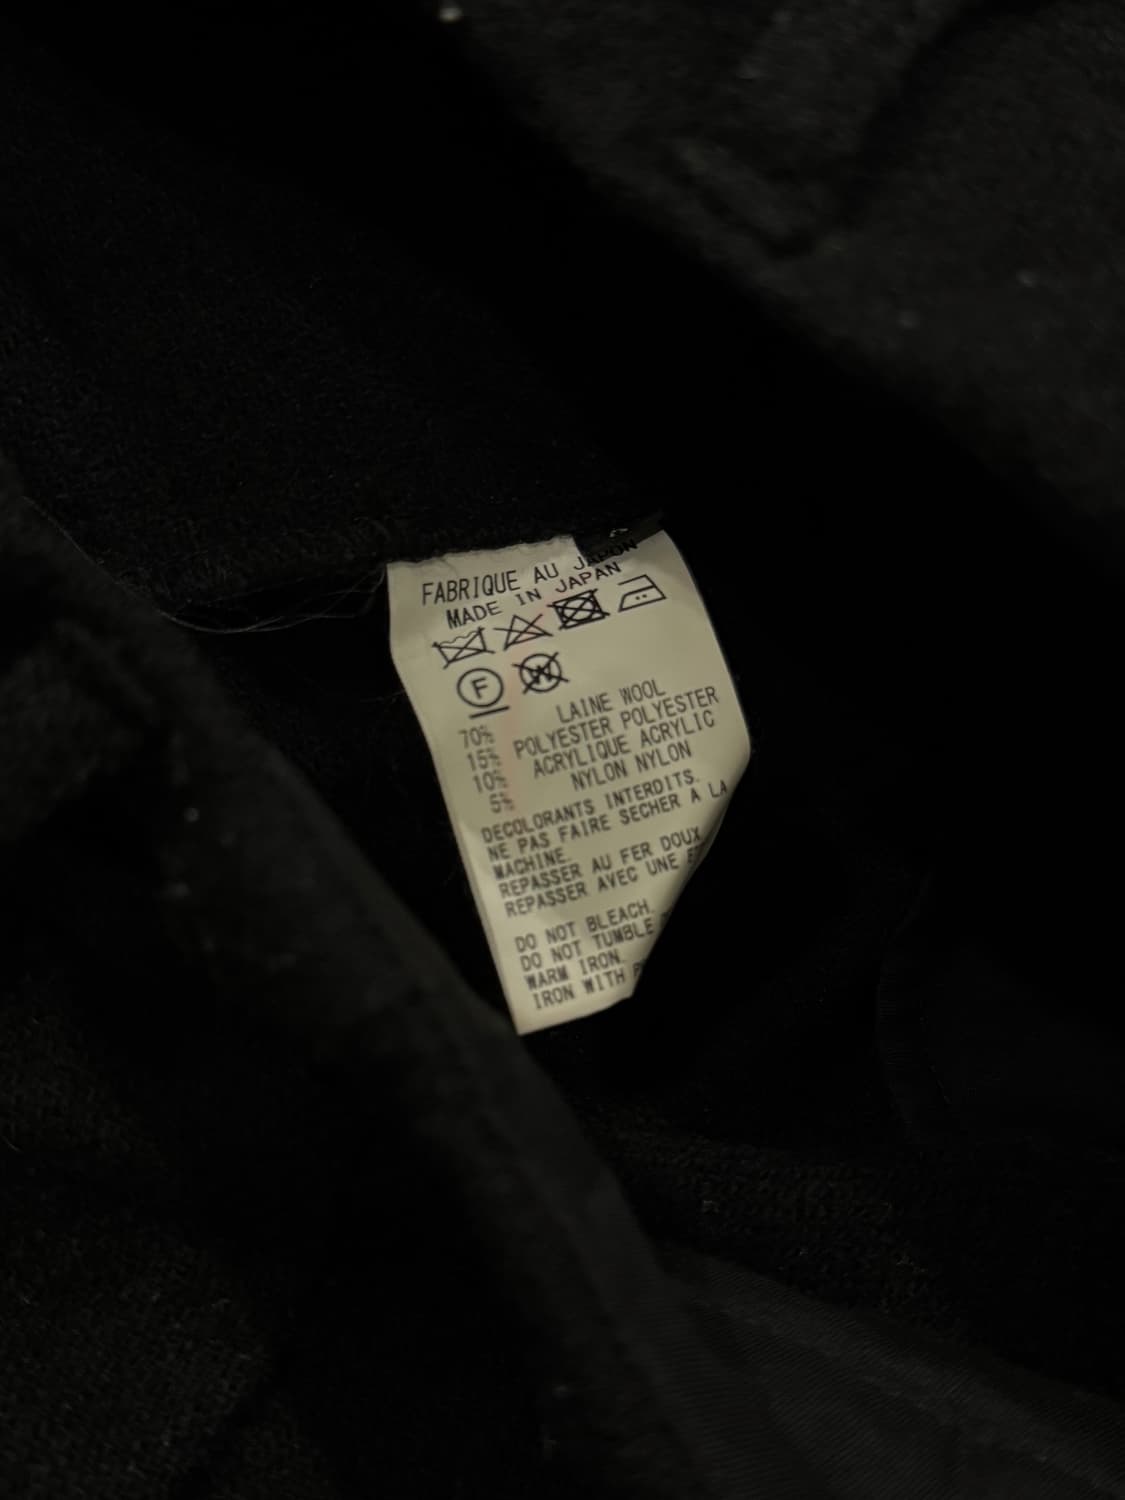 FABRIQUE AU JAPON
MADE IN JAPAN
F W
70% LAINE WOOL
15% POLYESTER POLYESTER
10% ACRYLIQUE ACRYLIC
5% NYLON NYLON
DECOLORANTS INTERDITS.
NE PAS FAIRE SECHER A LA
MACHINE.
REPASSER AU FER DOUX
REPASSER AVEC UNE
DO NOT BLEACH.
DO NOT TUMBLE
WARM IRON.
IRON WITH